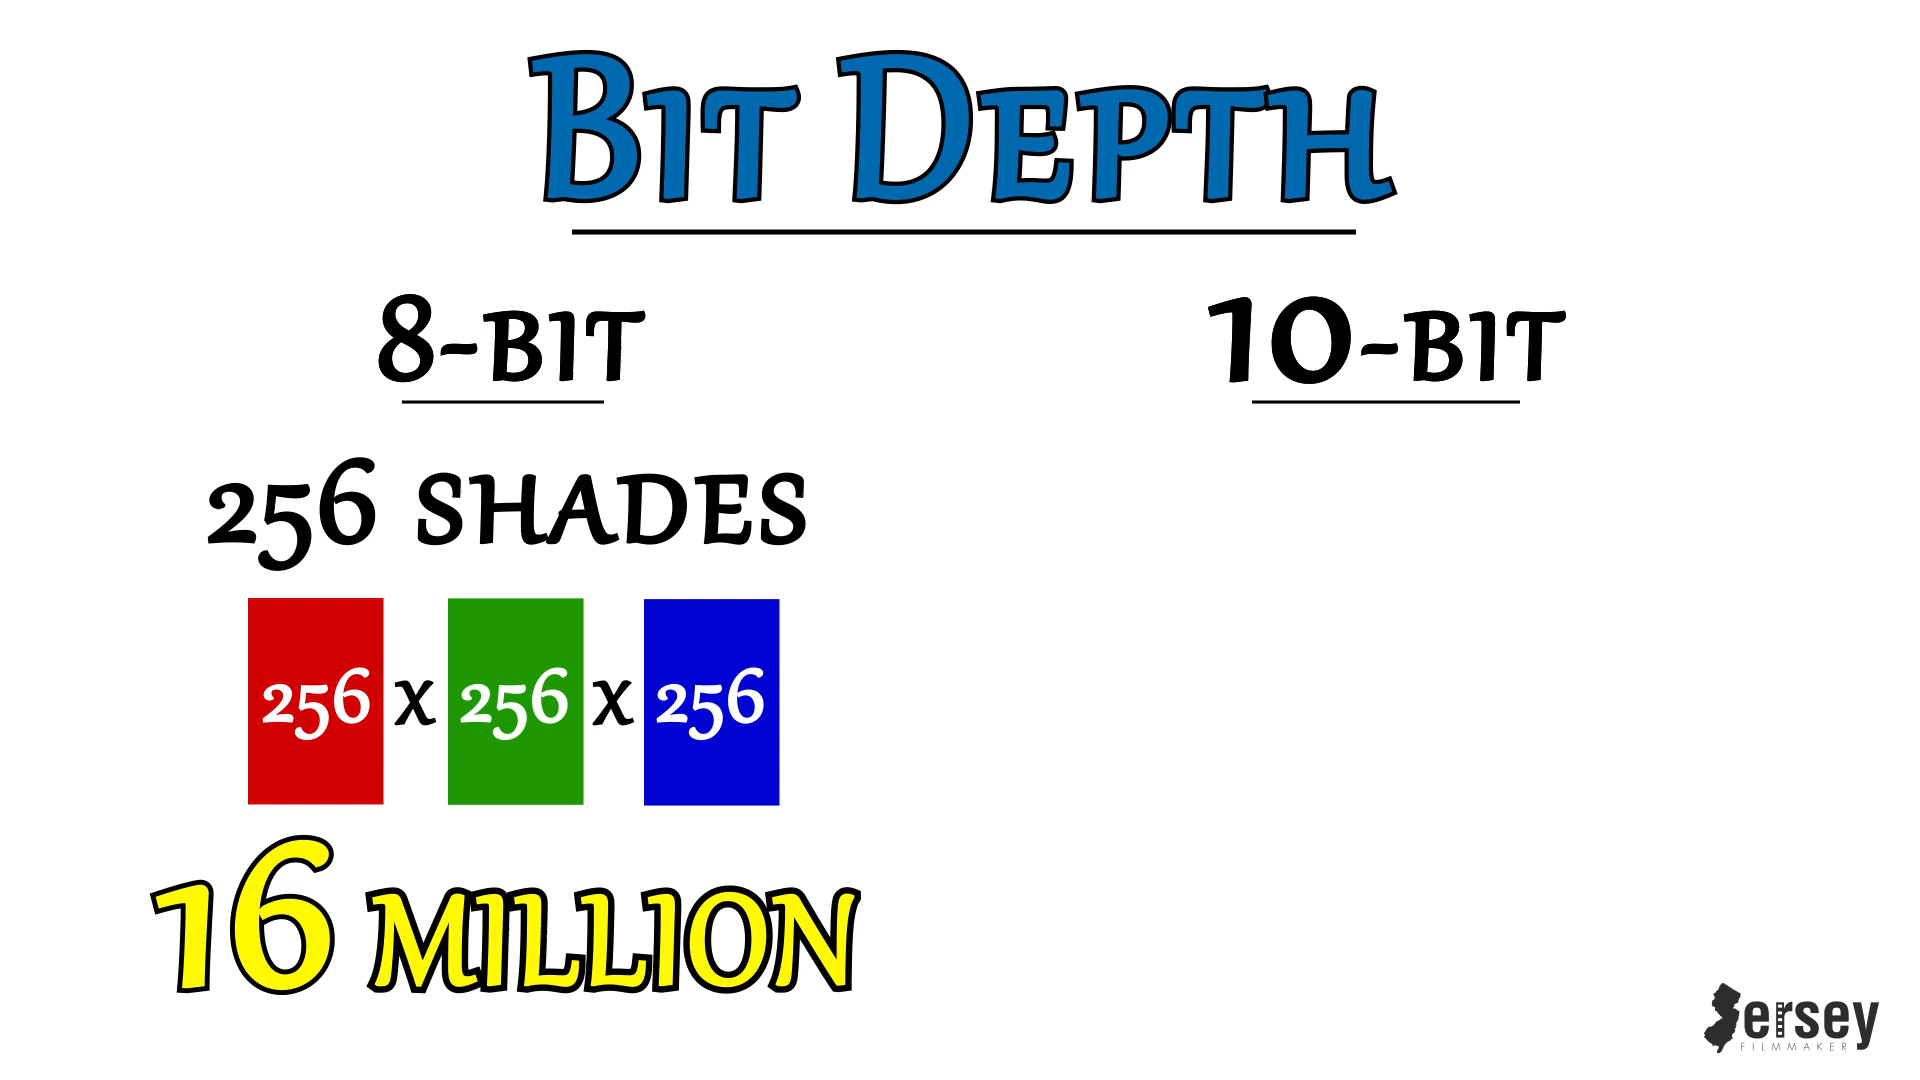 Bit Depth
8-bit
10-bit
256 shades
256 x 256 x 256
16 million
Jersey
FILMMAKER